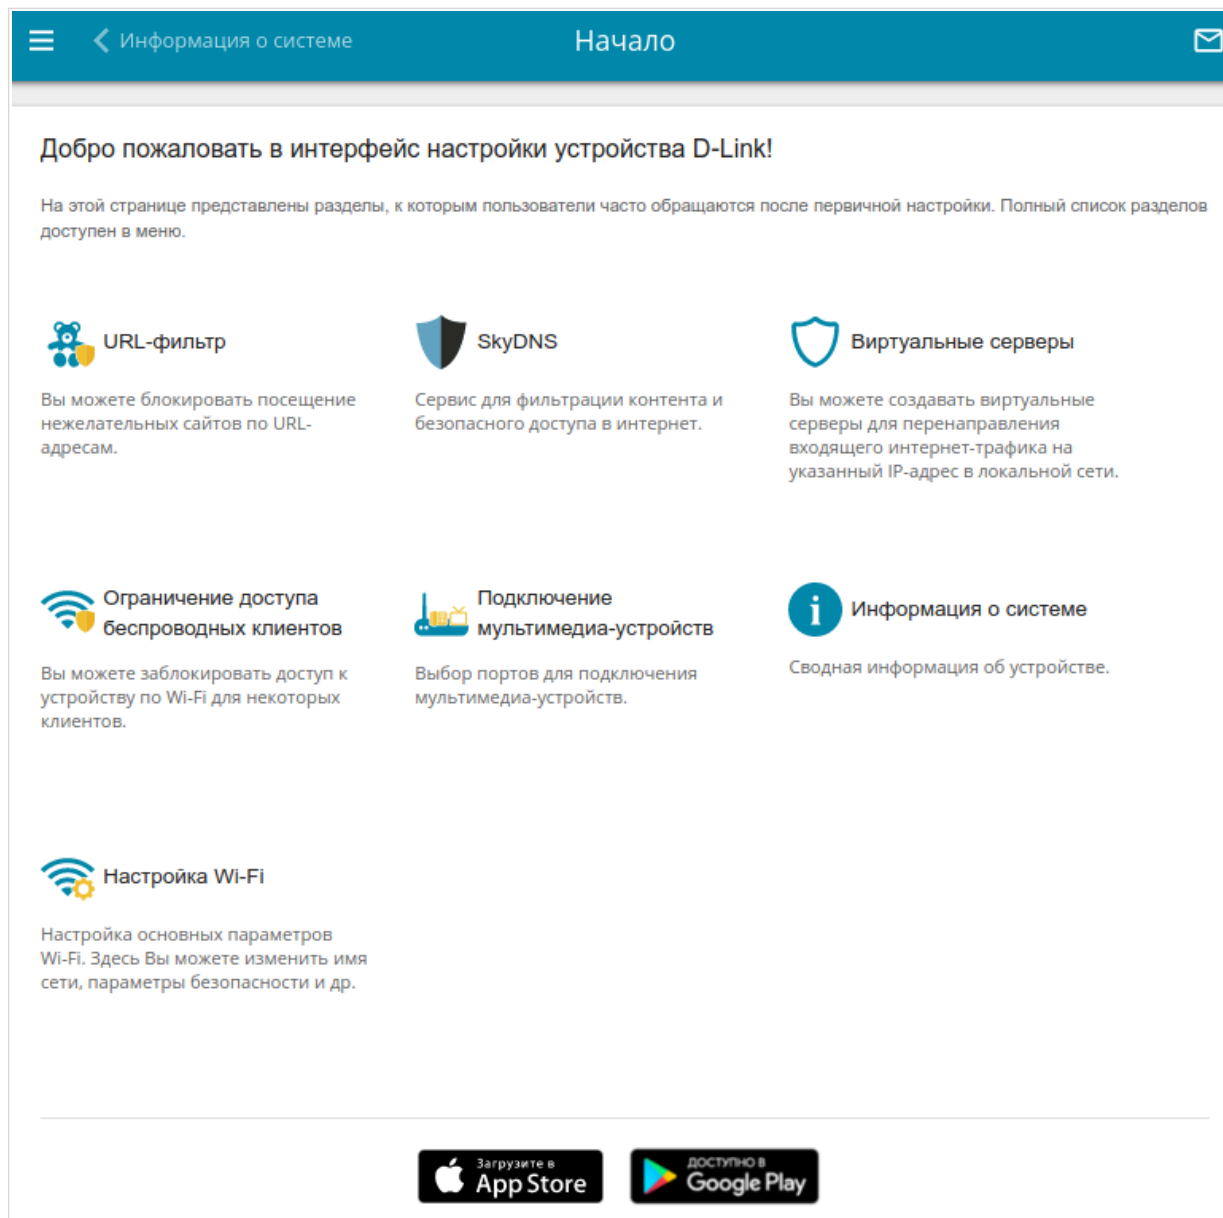 Информация о системе
Начало
Добро пожаловать в интерфейс настройки устройства D-Link!
На этой странице представлены разделы, к которым пользователи часто обращаются после первичной настройки. Полный список разделов
доступен в меню.
URL-фильтр
Вы можете блокировать посещение
нежелательных сайтов по URL-
адресам.
SkyDNS
Сервис для фильтрации контента и
безопасного доступа в интернет.
Виртуальные серверы
Вы можете создавать виртуальные
серверы для перенаправления
входящего интернет-трафика на
указанный IP-адрес в локальной сети.
Ограничение доступа
беспроводных клиентов
Вы можете заблокировать доступ к
устройству по Wi-Fi для некоторых
клиентов.
Подключение
мультимедиа-устройств
Выбор портов для подключения
мультимедиа-устройств.
Информация о системе
Сводная информация об устройстве.
Настройка Wi-Fi
Настройка основных параметров
Wi-Fi. Здесь Вы можете изменить имя
сети, параметры безопасности и др.
Загрузите в
App Store
ДОСТУПНО В
Google Play